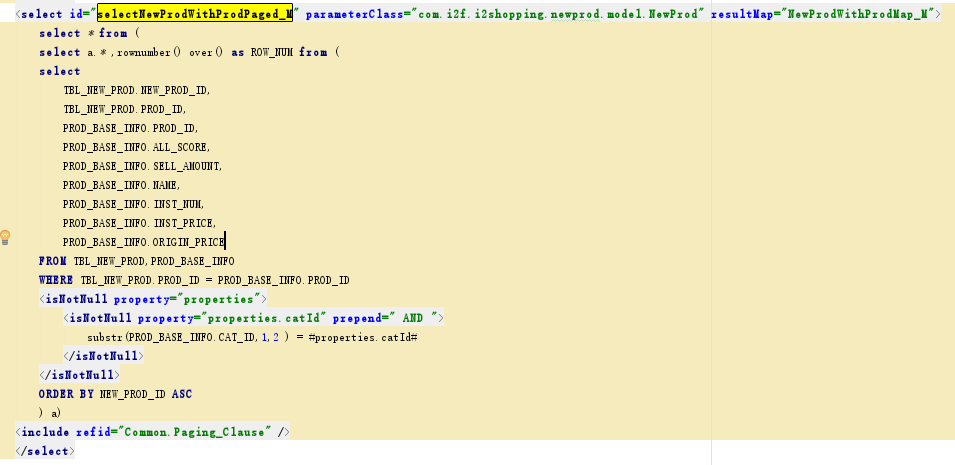 <select id="selectNewProdWithProdPaged_M" parameterClass="com.i2f.i2shopping.newprod.model.NewProd" resultMap="NewProdWithProdMap_M">
select * from (
select a.* ,rownumber() over() as ROW_NUM from (
select
TBL_NEW_PROD.NEW_PROD_ID,
TBL_NEW_PROD.PROD_ID,
PROD_BASE_INFO.PROD_ID,
PROD_BASE_INFO.ALL_SCORE,
PROD_BASE_INFO.SELL_AMOUNT,
PROD_BASE_INFO.NAME,
PROD_BASE_INFO.INST_NUM,
PROD_BASE_INFO.INST_PRICE,
PROD_BASE_INFO.ORIGIN_PRICE
FROM TBL_NEW_PROD,PROD_BASE_INFO
WHERE TBL_NEW_PROD.PROD_ID = PROD_BASE_INFO.PROD_ID
<isNotNull property="properties">
<isNotNull property="properties.catId" prepend=" AND ">
substr(PROD_BASE_INFO.CAT_ID,1,2 ) = #properties.catId#
</isNotNull>
</isNotNull>
ORDER BY NEW_PROD_ID ASC
) a)
<include refid="Common.Paging_Clause" />
</select>